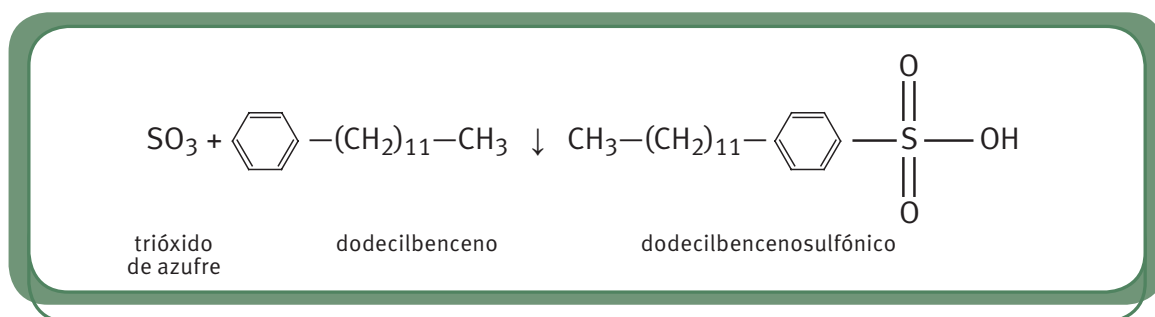 O
SO₃ + –(CH₂)₁₁–CH₃ ↓ CH₃–(CH₂)₁₁– –S–OH
O
trióxido de azufre
dodecilbenceno
dodecilbencenosulfónico